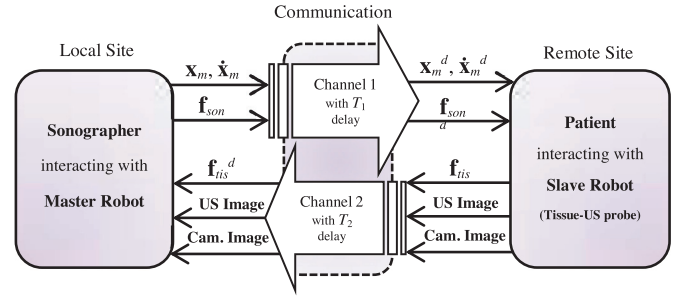 Communication
Local Site
Remote Site
x_m, ẋ_m
f_son
Sonographer
interacting with
Master Robot
Channel 1
with T_1
delay
x_m^d, ẋ_m^d
f_son
d
Patient
interacting with
Slave Robot
(Tissue-US probe)
f_tis^d
US Image
Cam. Image
Channel 2
with T_2
delay
f_tis
US Image
Cam. Image